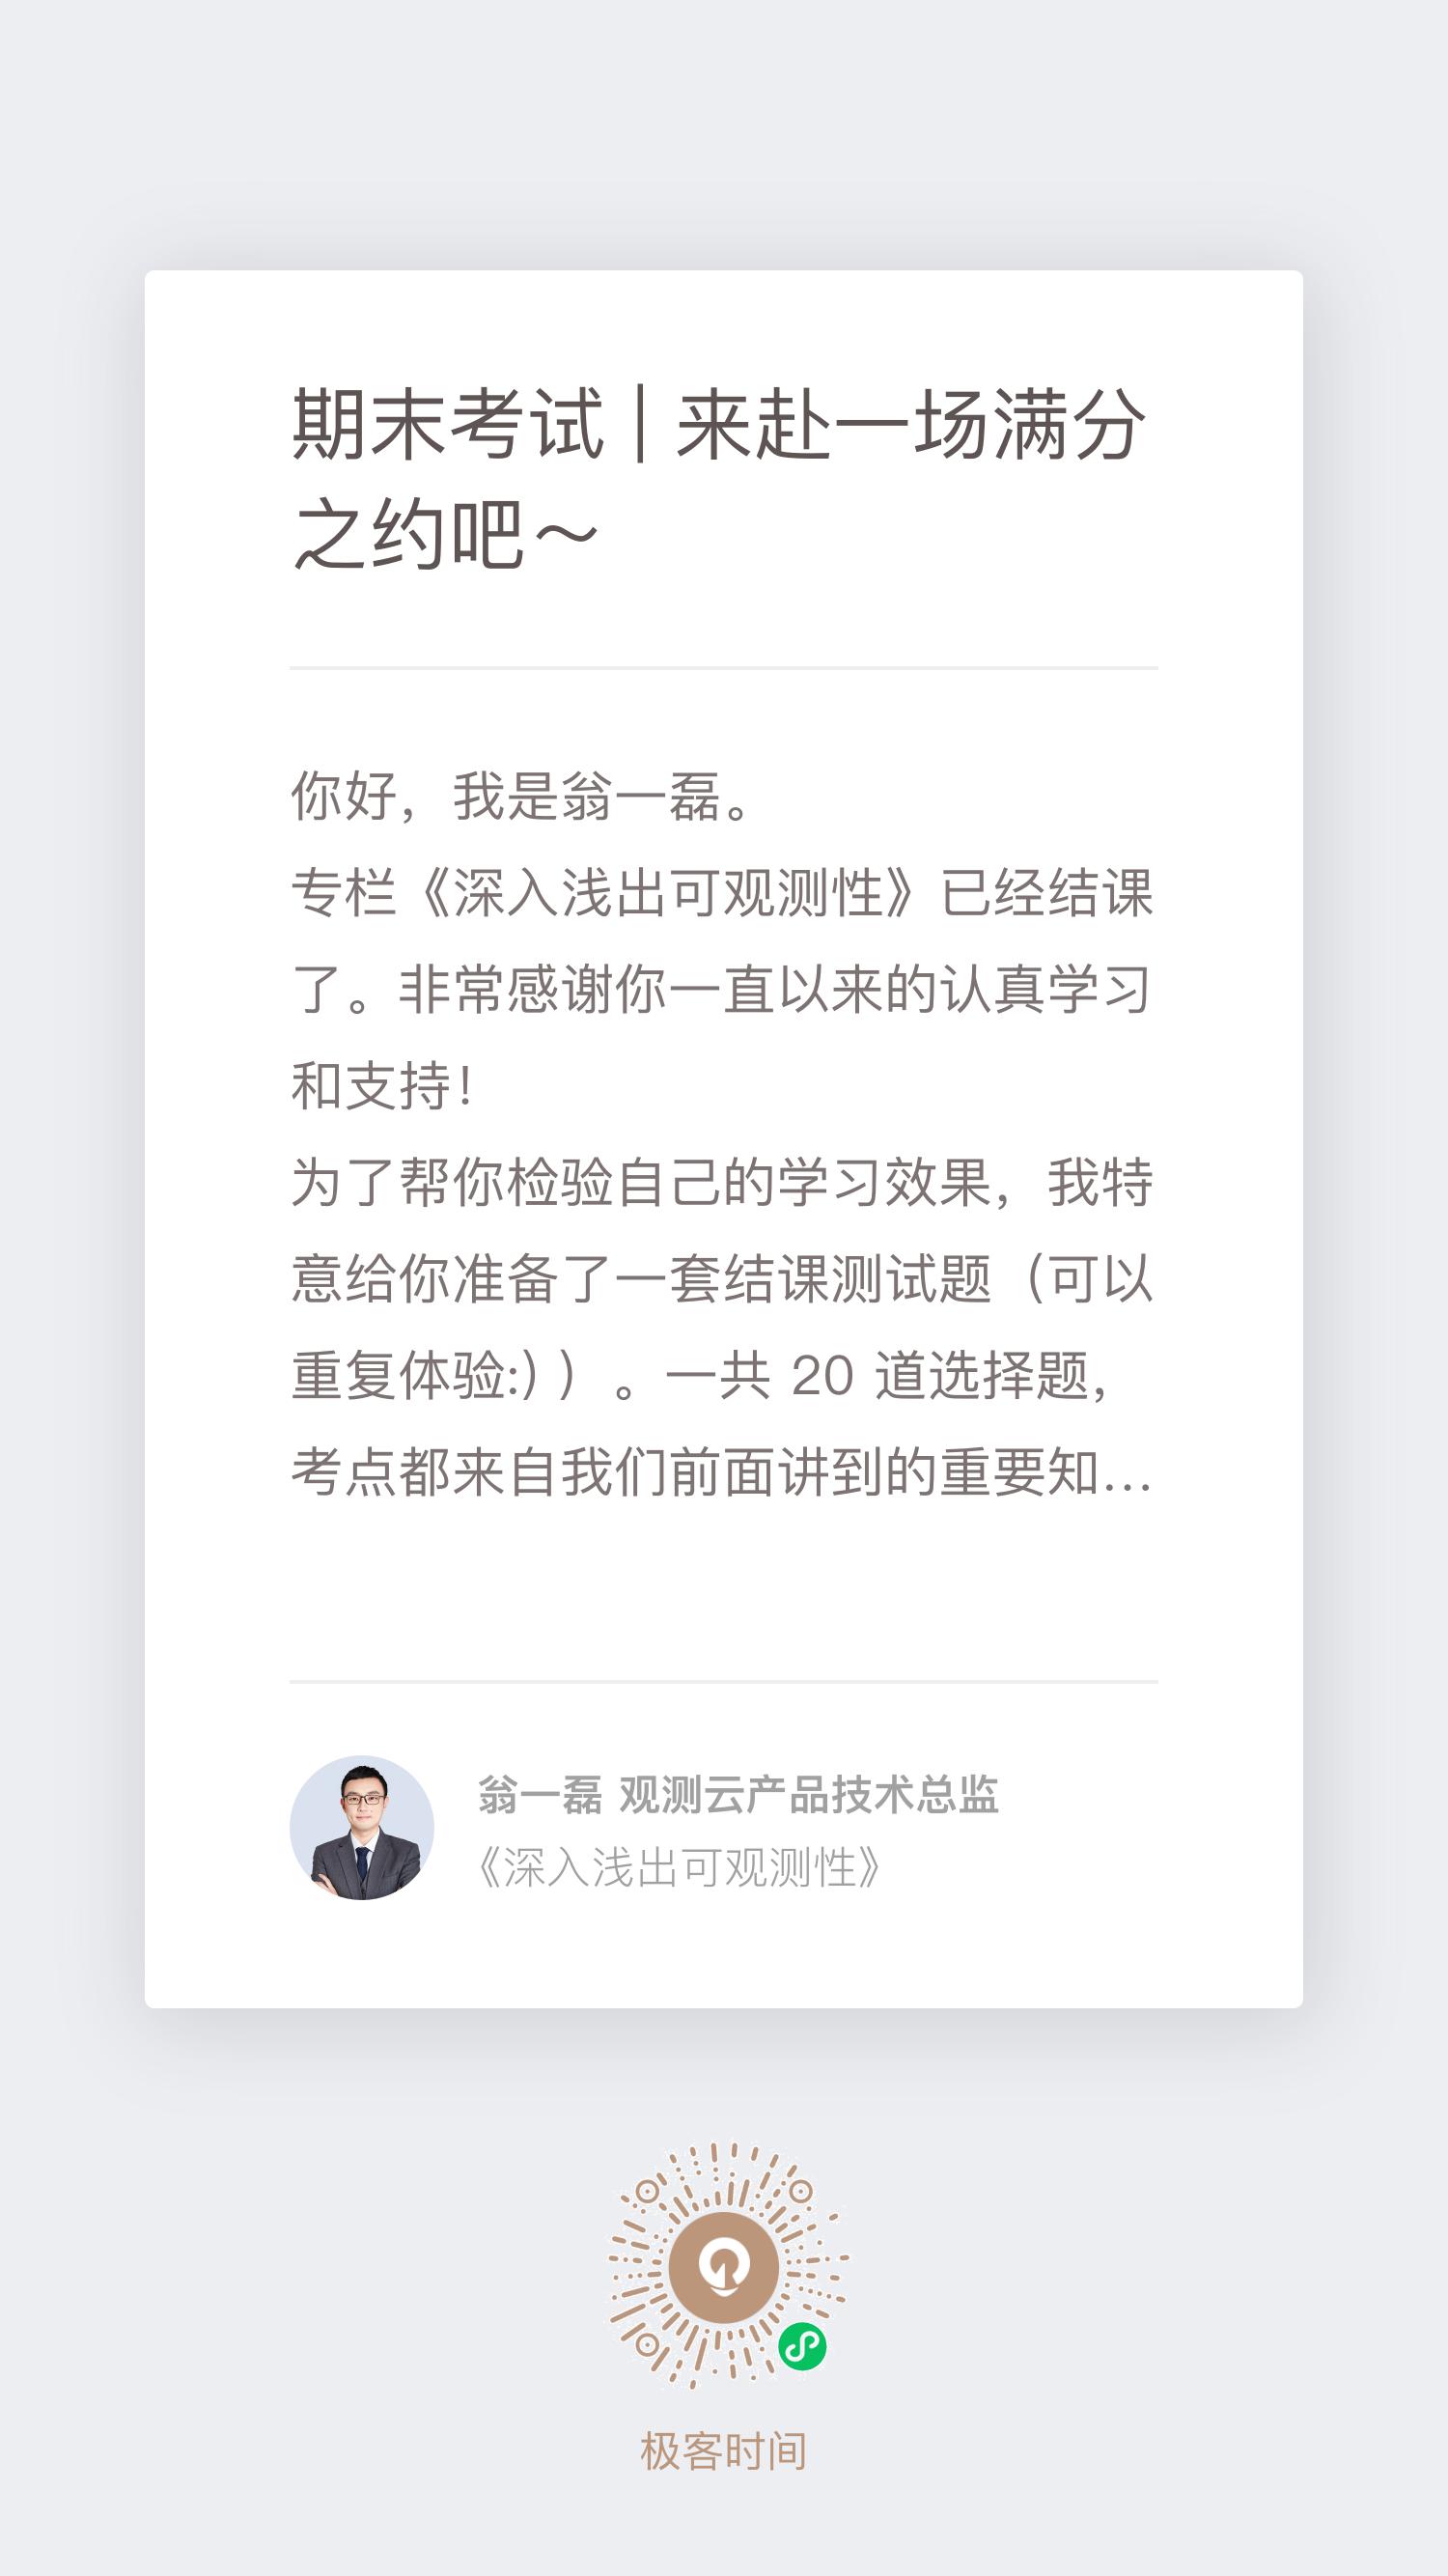 期末考试 | 来赴一场满分
之约吧~
你好，我是翁一磊。
专栏《深入浅出可观测性》已经结课
了。非常感谢你一直以来的认真学习
和支持！
为了帮你检验自己的学习效果，我特
意给你准备了一套结课测试题（可以
重复体验:) ）。一共 20 道选择题，
考点都来自我们前面讲到的重要知...
翁一磊 观测云产品技术总监
《深入浅出可观测性》
极客时间